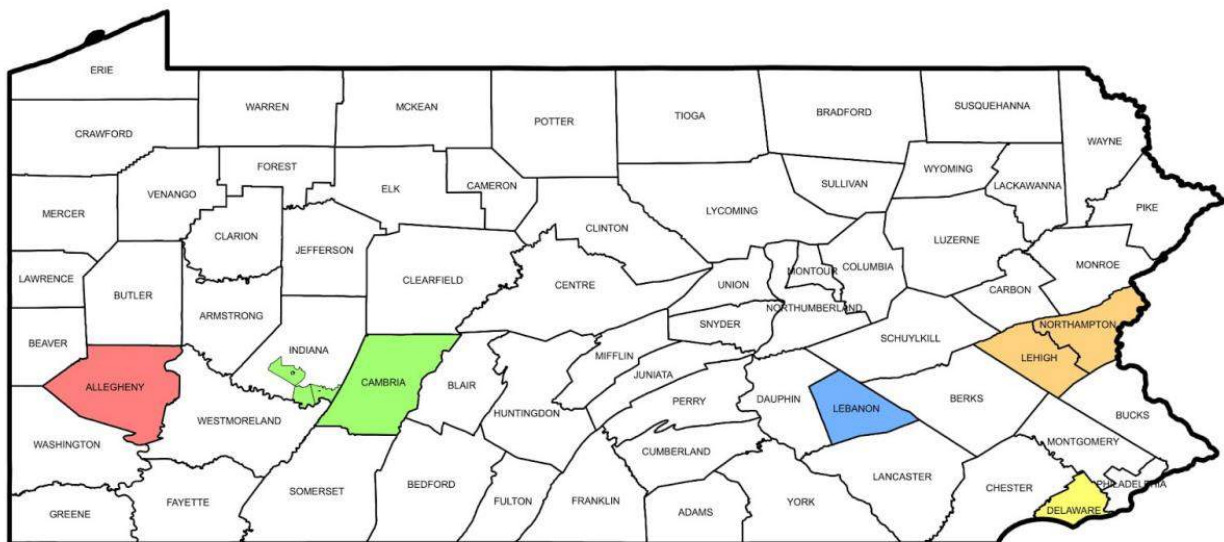 ERIE
WARREN
MCKEAN
POTTER
TIOGA
BRADFORD
SUSQUEHANNA
WAYNE
CRAWFORD
FOREST
VENANGO
ELK
CAMERON
SULLIVAN
WYOMING
LACKAWANNA
PIKE
MERCER
CLARION
JEFFERSON
CLINTON
LYCOMING
LUZERNE
MONROE
LAWRENCE
BUTLER
CLEARFIELD
CENTRE
UNION
MONTOUR
COLUMBIA
CARBON
NORTHUMBERLAND
ARMSTRONG
SNYDER
NORTHAMPTON
BEAVER
INDIANA
MIFFLIN
SCHUYLKILL
LEHIGH
ALLEGHENY
CAMBRIA
BLAIR
JUNIATA
DAUPHIN
LEBANON
BERKS
HUNTINGDON
PERRY
BUCKS
WESTMORELAND
WASHINGTON
CUMBERLAND
MONTGOMERY
LANCASTER
PHILADELPHIA
BEDFORD
SOMERSET
FAYETTE
FULTON
FRANKLIN
YORK
CHESTER
GREENE
ADAMS
DELAWARE